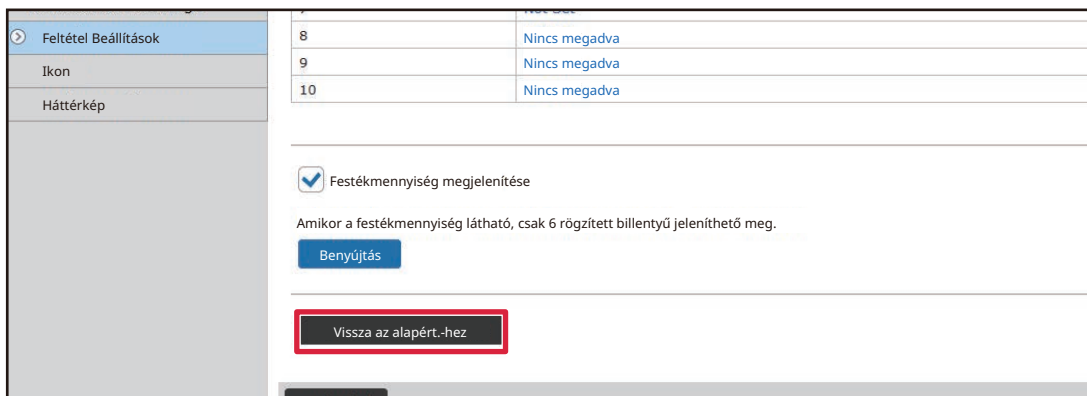 Feltétel Beállítások
8 Nincs megadva
Ikon
9 Nincs megadva
10 Nincs megadva
Háttérkép
Festékmennyiség megjelenítése
Amikor a festékmennyiség látható, csak 6 rögzített billentyű jeleníthető meg.
Benyújtás
Vissza az alapért.-hez